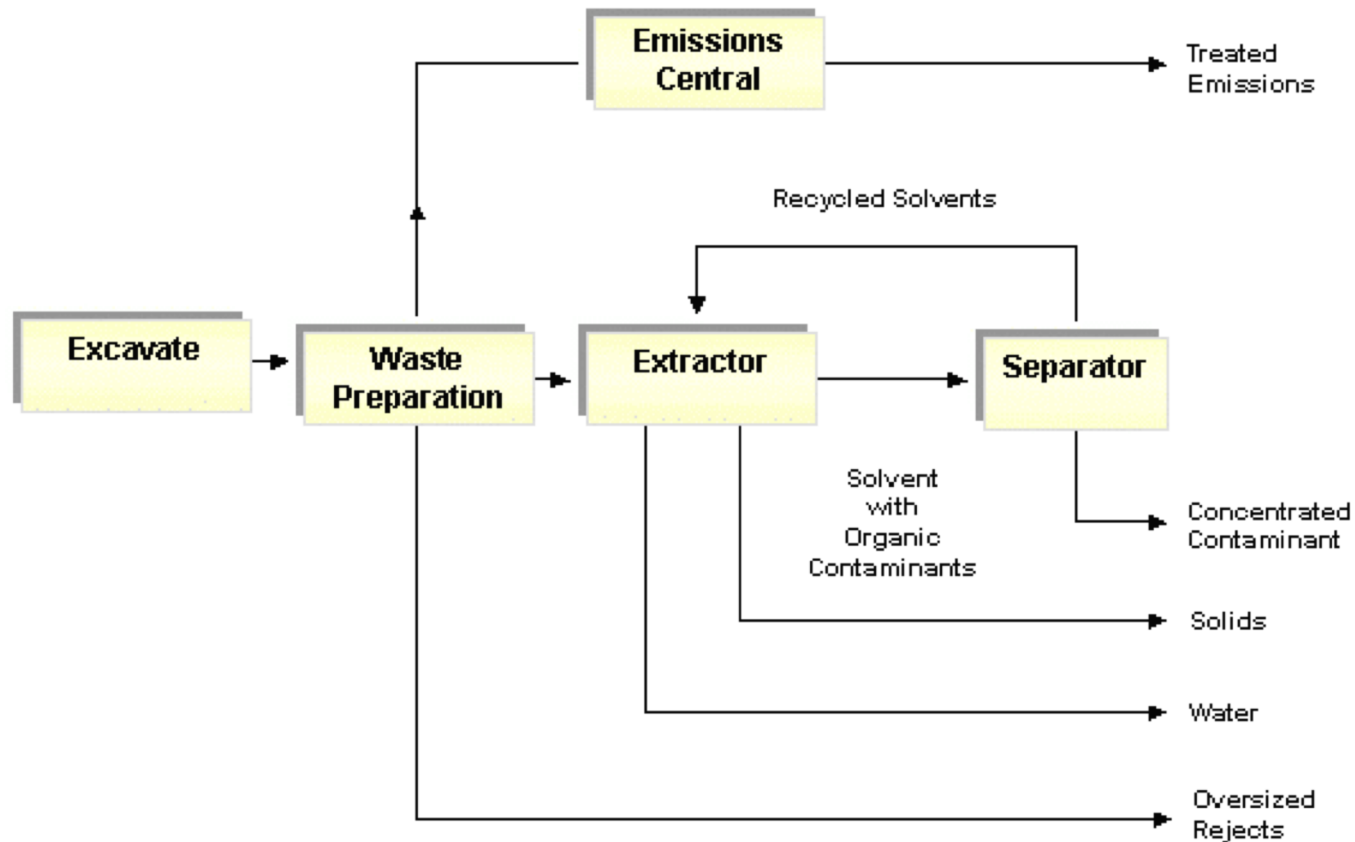 Emissions
Central
Treated
Emissions
Recycled Solvents
Excavate
Waste
Preparation
Extractor
Separator
Solvent
with
Organic
Contaminants
Concentrated
Contaminant
Solids
Water
Oversized
Rejects